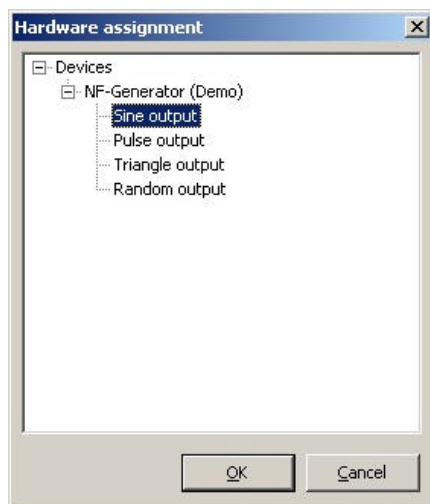 Hardware assignment
Devices
NF-Generator (Demo)
Sine output
Pulse output
Triangle output
Random output
OK
Cancel